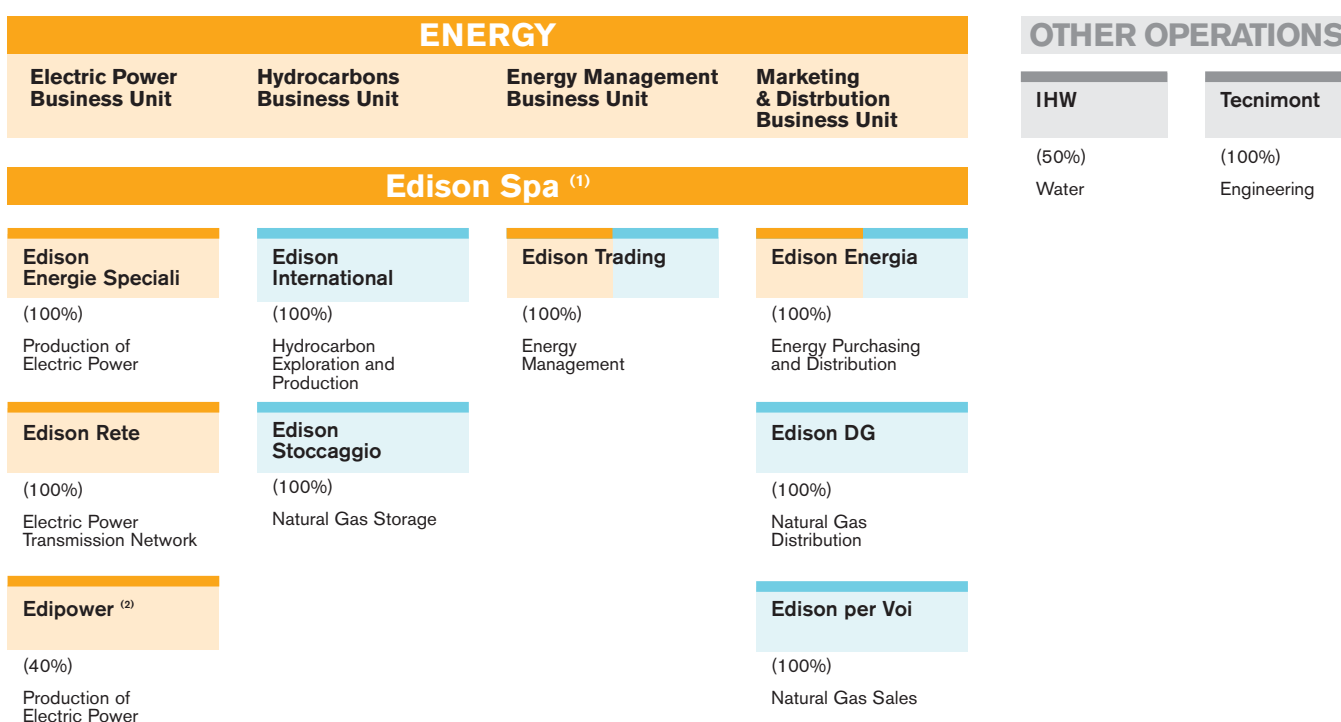 ENERGY
Electric Power
Business Unit
Hydrocarbons
Business Unit
Energy Management
Business Unit
Marketing
& Distrbution
Business Unit
Edison Spa (1)
Edison
Energie Speciali
(100%)
Production of
Electric Power
Edison
International
(100%)
Hydrocarbon
Exploration and
Production
Edison Trading
(100%)
Energy
Management
Edison Energia
(100%)
Energy Purchasing
and Distribution
Edison Rete
(100%)
Electric Power
Transmission Network
Edison
Stoccaggio
(100%)
Natural Gas Storage
Edison DG
(100%)
Natural Gas
Distribution
Edipower (2)
(40%)
Production of
Electric Power
Edison per Voi
(100%)
Natural Gas Sales
OTHER OPERATIONS
IHW
(50%)
Water
Tecnimont
(100%)
Engineering